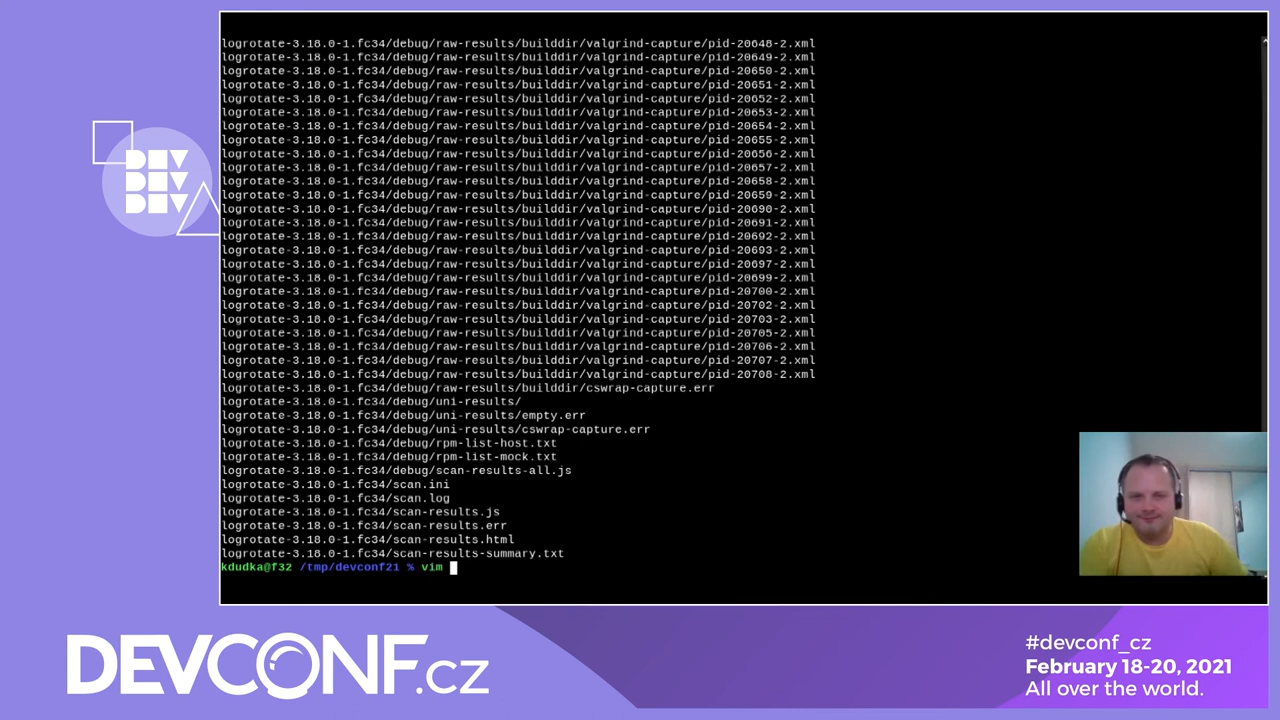 logrotate-3.18.0-1.fc34/debug/raw-results/builddir/valgrind-capture/pid-20648-2.xml
logrotate-3.18.0-1.fc34/debug/raw-results/builddir/valgrind-capture/pid-20649-2.xml
logrotate-3.18.0-1.fc34/debug/raw-results/builddir/valgrind-capture/pid-20650-2.xml
logrotate-3.18.0-1.fc34/debug/raw-results/builddir/valgrind-capture/pid-20651-2.xml
logrotate-3.18.0-1.fc34/debug/raw-results/builddir/valgrind-capture/pid-20652-2.xml
logrotate-3.18.0-1.fc34/debug/raw-results/builddir/valgrind-capture/pid-20653-2.xml
logrotate-3.18.0-1.fc34/debug/raw-results/builddir/valgrind-capture/pid-20654-2.xml
logrotate-3.18.0-1.fc34/debug/raw-results/builddir/valgrind-capture/pid-20655-2.xml
logrotate-3.18.0-1.fc34/debug/raw-results/builddir/valgrind-capture/pid-20656-2.xml
logrotate-3.18.0-1.fc34/debug/raw-results/builddir/valgrind-capture/pid-20657-2.xml
logrotate-3.18.0-1.fc34/debug/raw-results/builddir/valgrind-capture/pid-20658-2.xml
logrotate-3.18.0-1.fc34/debug/raw-results/builddir/valgrind-capture/pid-20659-2.xml
logrotate-3.18.0-1.fc34/debug/raw-results/builddir/valgrind-capture/pid-20690-2.xml
logrotate-3.18.0-1.fc34/debug/raw-results/builddir/valgrind-capture/pid-20691-2.xml
logrotate-3.18.0-1.fc34/debug/raw-results/builddir/valgrind-capture/pid-20692-2.xml
logrotate-3.18.0-1.fc34/debug/raw-results/builddir/valgrind-capture/pid-20693-2.xml
logrotate-3.18.0-1.fc34/debug/raw-results/builddir/valgrind-capture/pid-20697-2.xml
logrotate-3.18.0-1.fc34/debug/raw-results/builddir/valgrind-capture/pid-20699-2.xml
logrotate-3.18.0-1.fc34/debug/raw-results/builddir/valgrind-capture/pid-20700-2.xml
logrotate-3.18.0-1.fc34/debug/raw-results/builddir/valgrind-capture/pid-20702-2.xml
logrotate-3.18.0-1.fc34/debug/raw-results/builddir/valgrind-capture/pid-20703-2.xml
logrotate-3.18.0-1.fc34/debug/raw-results/builddir/valgrind-capture/pid-20705-2.xml
logrotate-3.18.0-1.fc34/debug/raw-results/builddir/valgrind-capture/pid-20706-2.xml
logrotate-3.18.0-1.fc34/debug/raw-results/builddir/valgrind-capture/pid-20707-2.xml
logrotate-3.18.0-1.fc34/debug/raw-results/builddir/valgrind-capture/pid-20708-2.xml
logrotate-3.18.0-1.fc34/debug/raw-results/builddir/cswrap-capture.err
logrotate-3.18.0-1.fc34/debug/uni-results/
logrotate-3.18.0-1.fc34/debug/uni-results/empty.err
logrotate-3.18.0-1.fc34/debug/uni-results/cswrap-capture.err
logrotate-3.18.0-1.fc34/debug/rpm-list-host.txt
logrotate-3.18.0-1.fc34/debug/rpm-list-mock.txt
logrotate-3.18.0-1.fc34/debug/scan-results-all.js
logrotate-3.18.0-1.fc34/scan.ini
logrotate-3.18.0-1.fc34/scan.log
logrotate-3.18.0-1.fc34/scan-results.js
logrotate-3.18.0-1.fc34/scan-results.err
logrotate-3.18.0-1.fc34/scan-results.html
logrotate-3.18.0-1.fc34/scan-results-summary.txt
kdudka@f32 /tmp/devconf21 % vim
DEV
DEV
DEV
DEVCONF.cz
#devconf_cz
February 18-20, 2021
All over the world.